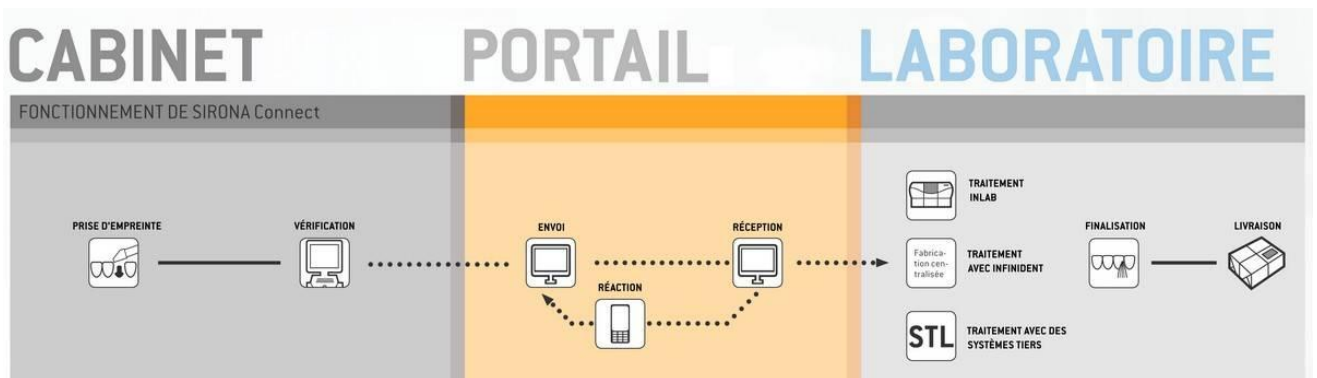 CABINET
PORTAIL
LABORATOIRE
FONCTIONNEMENT DE SIRONA Connect
PRISE D'EMPREINTE
VÉRIFICATION
ENVOI
RÉCEPTION
RÉACTION
TRAITEMENT
INLAB
Fabrica-
tion cen-
tralisée
TRAITEMENT
AVEC INFINIDENT
STL
TRAITEMENT AVEC DES
SYSTÈMES TIERS
FINALISATION
LIVRAISON